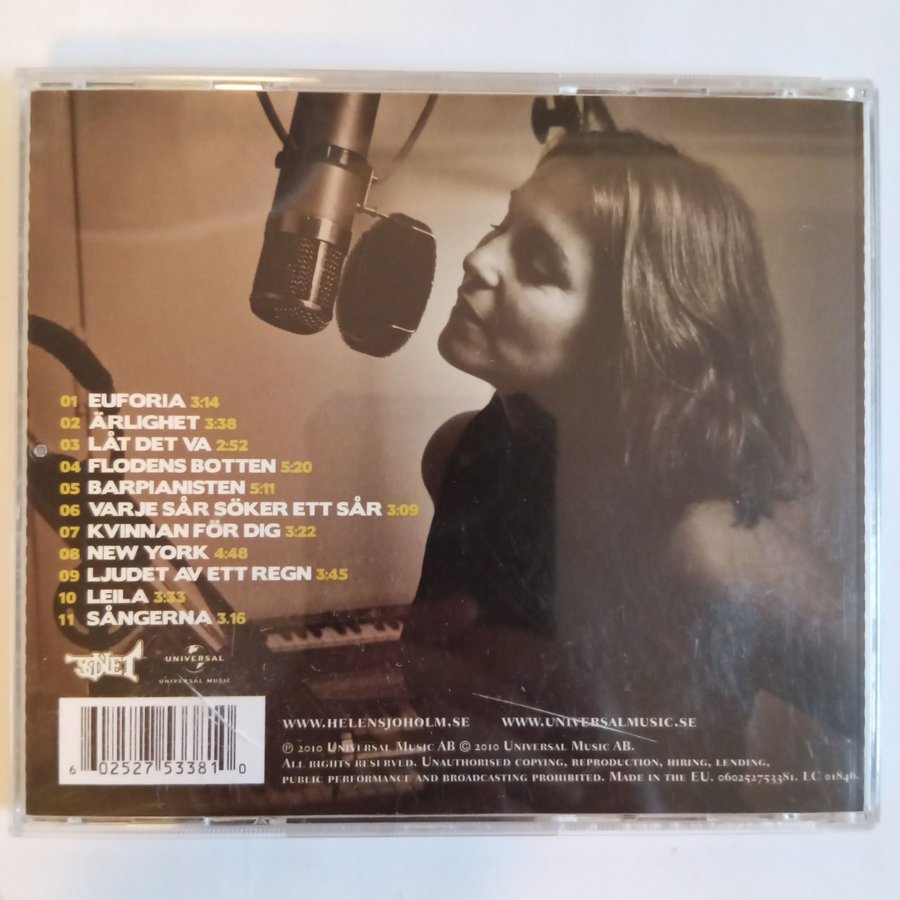 01 EUFORIA 3:14
02 ÄRLIGHET 3:38
03 LÅT DET VA 2:52
04 FLODENS BOTTEN 5:20
05 BARPIANISTEN 5:11
06 VARJE SÅR SÖKER ETT SÅR 3:09
07 KVINNAN FÖR DIG 3:22
08 NEW YORK 4:48
09 LJUDET AV ETT REGN 3:45
10 LEILA 3:33
11 SÅNGERNA 3.16
SONET UNIVERSAL
UNIVERSAL MUSIC
WWW.HELENSJOHOLM.SE WWW.UNIVERSALMUSIC.SE
℗ 2010 UNIVERSAL MUSIC AB © 2010 UNIVERSAL MUSIC AB.
ALL RIGHTS RESERVED. UNAUTHORISED COPYING, REPRODUCTION, HIRING, LENDING,
PUBLIC PERFORMANCE AND BROADCASTING PROHIBITED. MADE IN THE EU. 060252753381. LC 01846.
6 02527 53381 0